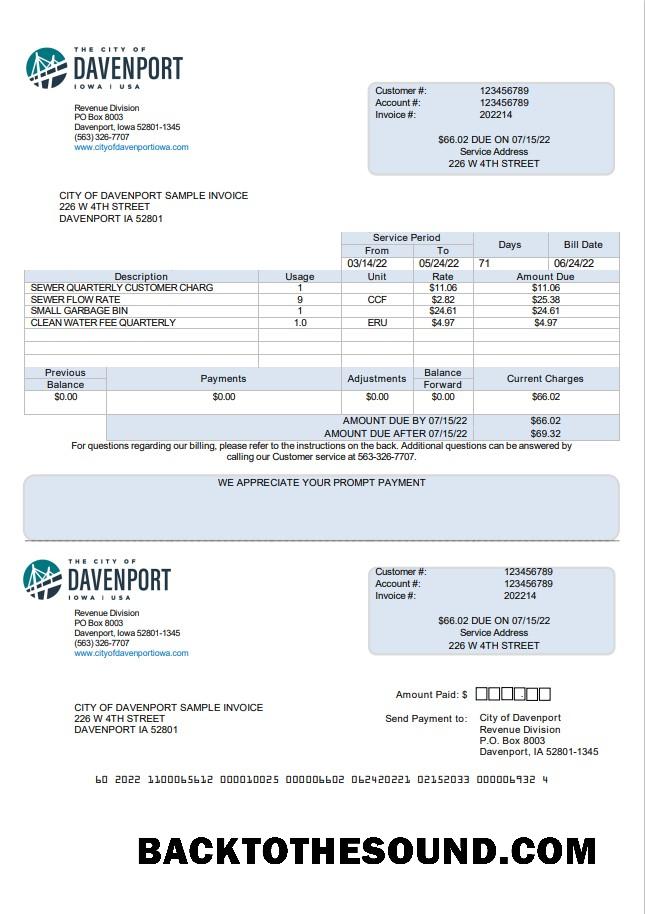 THE CITY OF
DAVENPORT
IOWA | USA
Revenue Division
PO Box 8003
Davenport, Iowa 52801-1345
(563) 326-7707
www.cityofdavenportiowa.com
Customer #: 123456789
Account #: 123456789
Invoice #: 202214
$66.02 DUE ON 07/15/22
Service Address
226 W 4TH STREET
CITY OF DAVENPORT SAMPLE INVOICE
226 W 4TH STREET
DAVENPORT IA 52801
Service Period Days Bill Date
From To
03/14/22 05/24/22 71 06/24/22
Description Usage Unit Rate Amount Due
SEWER QUARTERLY CUSTOMER CHARG 1 $11.06 $11.06
SEWER FLOW RATE 9 CCF $2.82 $25.38
SMALL GARBAGE BIN 1 $24.61 $24.61
CLEAN WATER FEE QUARTERLY 1.0 ERU $4.97 $4.97
Previous Balance Payments Adjustments Balance Forward Current Charges
$0.00 $0.00 $0.00 $0.00 $66.02
AMOUNT DUE BY 07/15/22 $66.02
AMOUNT DUE AFTER 07/15/22 $69.32
For questions regarding our billing, please refer to the instructions on the back. Additional questions can be answered by
calling our Customer service at 563-326-7707.
WE APPRECIATE YOUR PROMPT PAYMENT
THE CITY OF
DAVENPORT
IOWA | USA
Revenue Division
PO Box 8003
Davenport, Iowa 52801-1345
(563) 326-7707
www.cityofdavenportiowa.com
Customer #: 123456789
Account #: 123456789
Invoice #: 202214
$66.02 DUE ON 07/15/22
Service Address
226 W 4TH STREET
Amount Paid: $ .
CITY OF DAVENPORT SAMPLE INVOICE
226 W 4TH STREET
DAVENPORT IA 52801
Send Payment to: City of Davenport
Revenue Division
P.O. Box 8003
Davenport, IA 52801-1345
60 2022 1100065612 000010025 000006602 062420221 02152033 000006932 4
BACKTOTHESOUND.COM